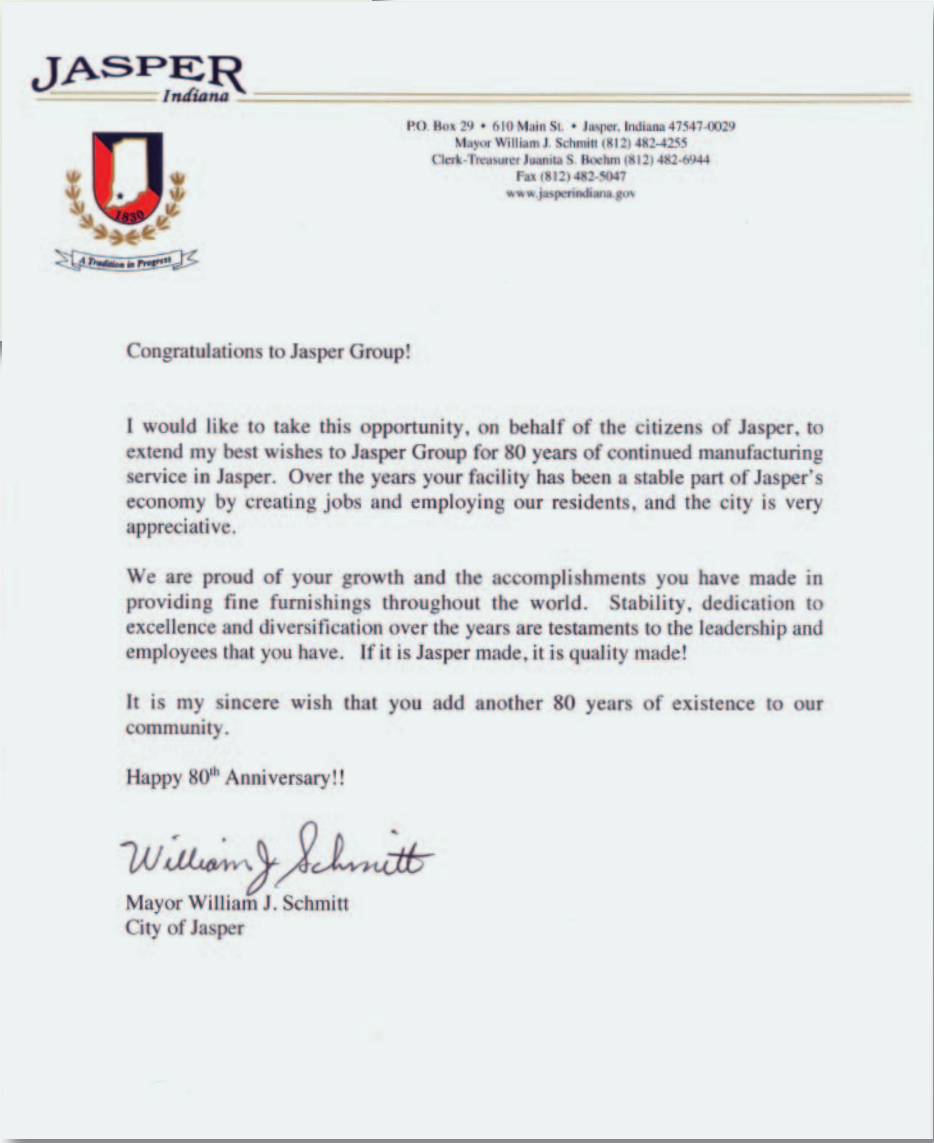 JASPER
Indiana
P.O. Box 29 • 610 Main St. • Jasper, Indiana 47547-0029
Mayor William J. Schmitt (812) 482-4255
Clerk-Treasurer Juanita S. Boehm (812) 482-6944
Fax (812) 482-5047
www.jasperindiana.gov
1830
A Tradition in Progress
Congratulations to Jasper Group!
I would like to take this opportunity, on behalf of the citizens of Jasper, to
extend my best wishes to Jasper Group for 80 years of continued manufacturing
service in Jasper. Over the years your facility has been a stable part of Jasper's
economy by creating jobs and employing our residents, and the city is very
appreciative.
We are proud of your growth and the accomplishments you have made in
providing fine furnishings throughout the world. Stability, dedication to
excellence and diversification over the years are testaments to the leadership and
employees that you have. If it is Jasper made, it is quality made!
It is my sincere wish that you add another 80 years of existence to our
community.
Happy 80th Anniversary!!
William J Schmitt
Mayor William J. Schmitt
City of Jasper